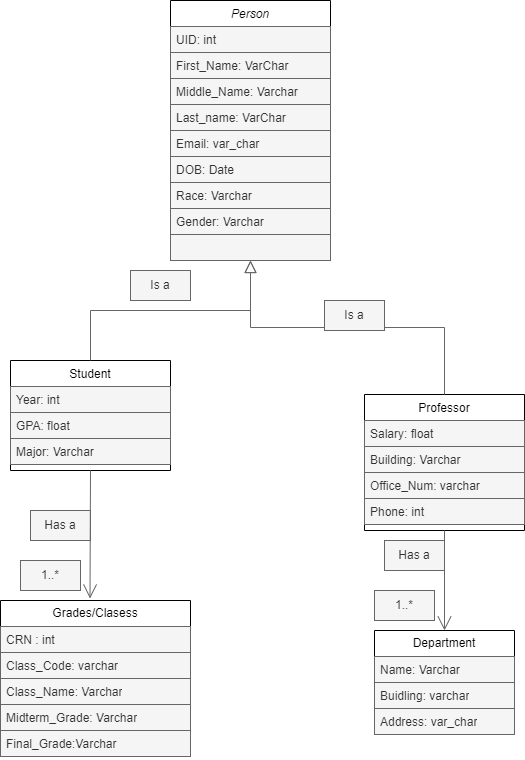 Person
UID: int
First_Name: VarChar
Middle_Name: Varchar
Last_name: VarChar
Email: var_char
DOB: Date
Race: Varchar
Gender: Varchar
Is a
Is a
Student
Year: int
GPA: float
Major: Varchar
Professor
Salary: float
Building: Varchar
Office_Num: varchar
Phone: int
Has a
1..*
Has a
1..*
Grades/Clasess
CRN : int
Class_Code: varchar
Class_Name: Varchar
Midterm_Grade: Varchar
Final_Grade:Varchar
Department
Name: Varchar
Buidling: varchar
Address: var_char